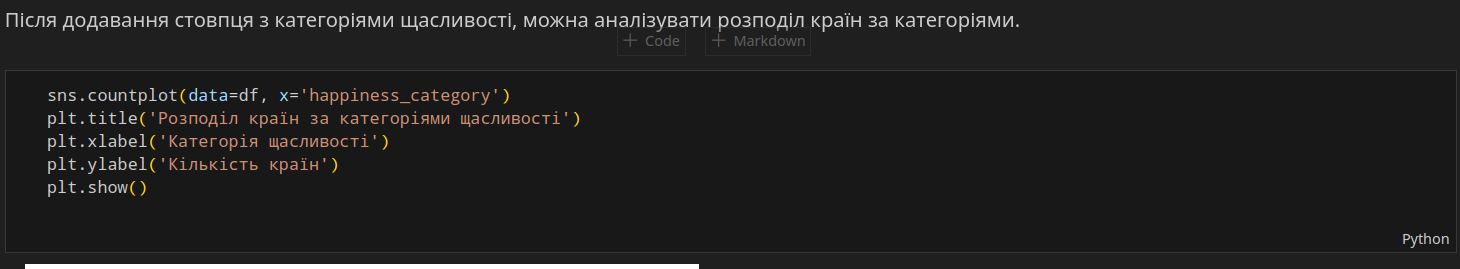 Після додавання стовпця з категоріями щасливості, можна аналізувати розподіл країн за категоріями.
+ Code + Markdown
sns.countplot(data=df, x='happiness_category')
plt.title('Розподіл країн за категоріями щасливості')
plt.xlabel('Категорія щасливості')
plt.ylabel('Кількість країн')
plt.show()
Python